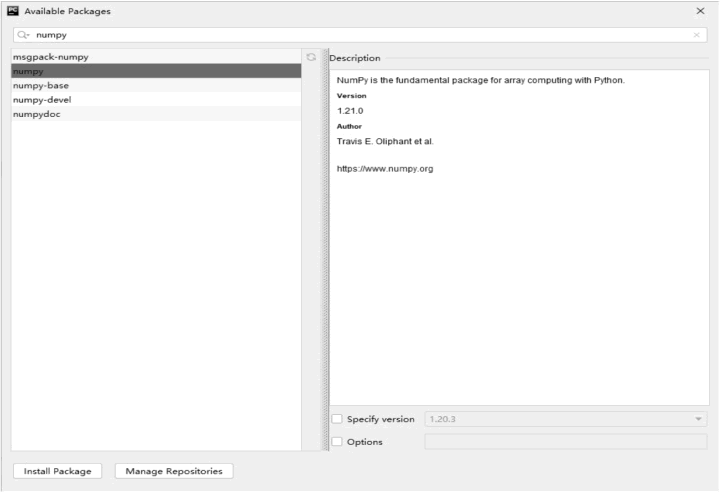 PC Available Packages
numpy
msgpack-numpy
numpy
numpy-base
numpy-devel
numpydoc
Description
NumPy is the fundamental package for array computing with Python.
Version
1.21.0
Author
Travis E. Oliphant et al.
https://www.numpy.org
Specify version 1.20.3
Options
Install Package Manage Repositories